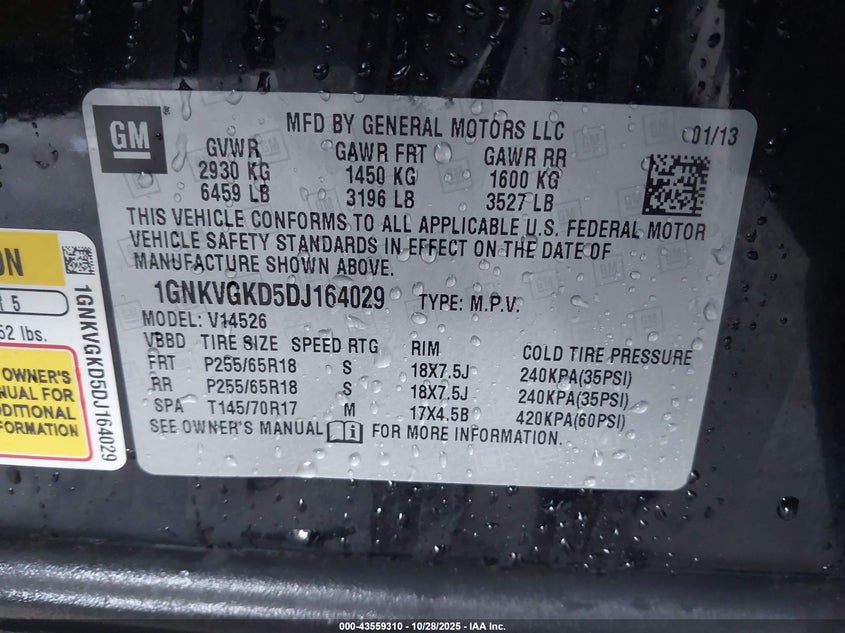 GM
MFD BY GENERAL MOTORS LLC 01/13
GVWR GAWR FRT GAWR RR
2930 KG 1450 KG 1600 KG
6459 LB 3196 LB 3527 LB
THIS VEHICLE CONFORMS TO ALL APPLICABLE U.S. FEDERAL MOTOR
VEHICLE SAFETY STANDARDS IN EFFECT ON THE DATE OF
MANUFACTURE SHOWN ABOVE.
1GNKVGKD5DJ164029 TYPE: M.P.V.
MODEL: V14526
VBBD TIRE SIZE SPEED RTG RIM COLD TIRE PRESSURE
FRT P255/65R18 S 18X7.5J 240KPA(35PSI)
RR P255/65R18 S 18X7.5J 240KPA(35PSI)
SPA T145/70R17 M 17X4.5B 420KPA(60PSI)
SEE OWNER'S MANUAL FOR MORE INFORMATION.
ON
5
52 lbs.
OWNER'S
NUAL FOR
DDITIONAL
FORMATION
1GNKVGKD5DJ164029
000-43559310 - 10/28/2025 - IAA Inc.